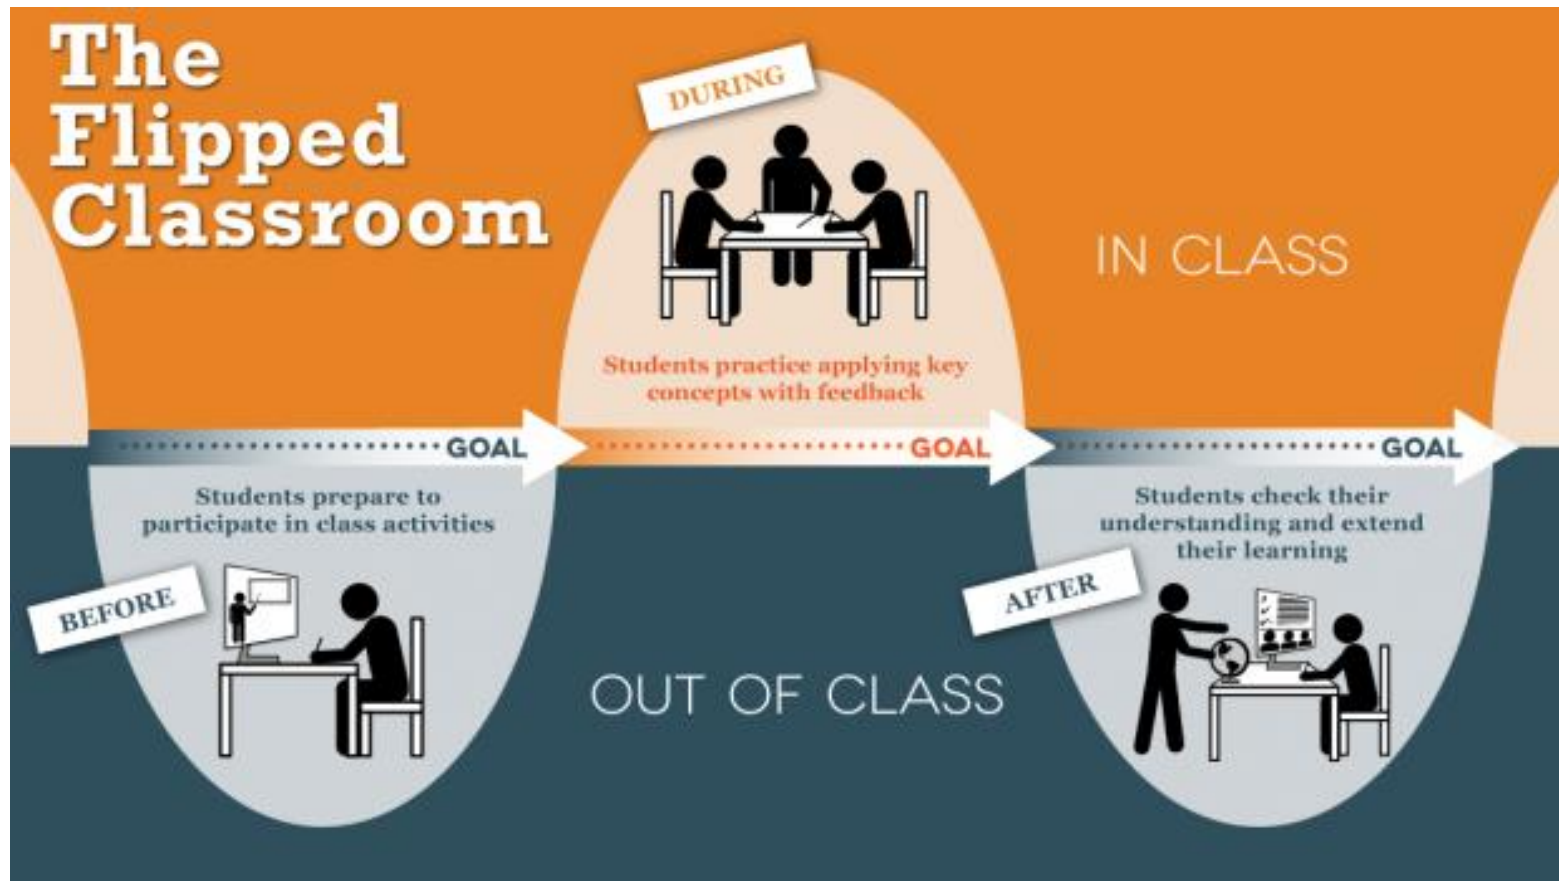 The
Flipped
Classroom
DURING
IN CLASS
Students practice applying key
concepts with feedback
GOAL
GOAL
GOAL
Students prepare to
participate in class activities
BEFORE
OUT OF CLASS
Students check their
understanding and extend
their learning
AFTER